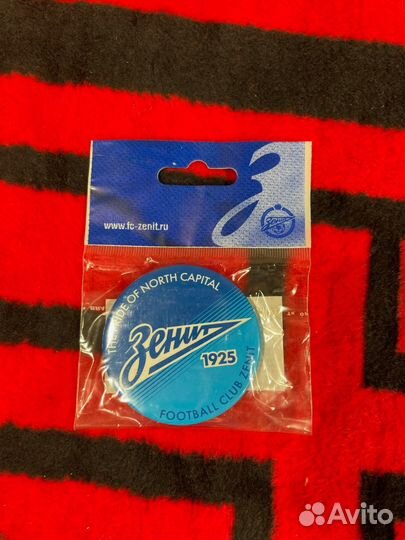 www.fc-zenit.ru
THE PRIDE OF NORTH CAPITAL
Зенит
1925
FOOTBALL CLUB ZENIT
Avito